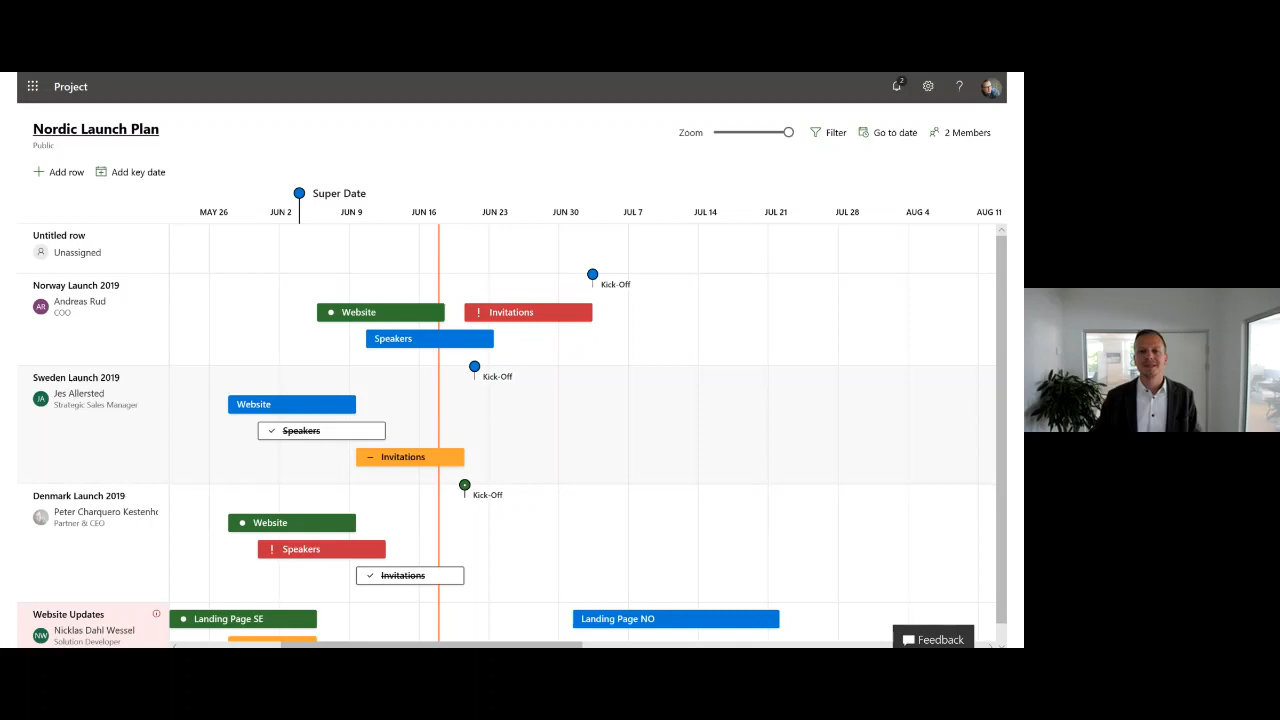 Project
2
?
Nordic Launch Plan
Public
Zoom
Filter
Go to date
2 Members
Add row
Add key date
Super Date
MAY 26 JUN 2 JUN 9 JUN 16 JUN 23 JUN 30 JUL 7 JUL 14 JUL 21 JUL 28 AUG 4 AUG 11
Untitled row
Unassigned
Norway Launch 2019
AR
Andreas Rud
COO
Kick-Off
Website
! Invitations
Speakers
Sweden Launch 2019
JA
Jes Allersted
Strategic Sales Manager
Kick-Off
Website
Speakers
Invitations
Denmark Launch 2019
Peter Charquero Kestenho
Partner & CEO
Kick-Off
Website
! Speakers
Invitations
Website Updates
NW
Nicklas Dahl Wessel
Solution Developer
Landing Page SE
Landing Page NO
Feedback